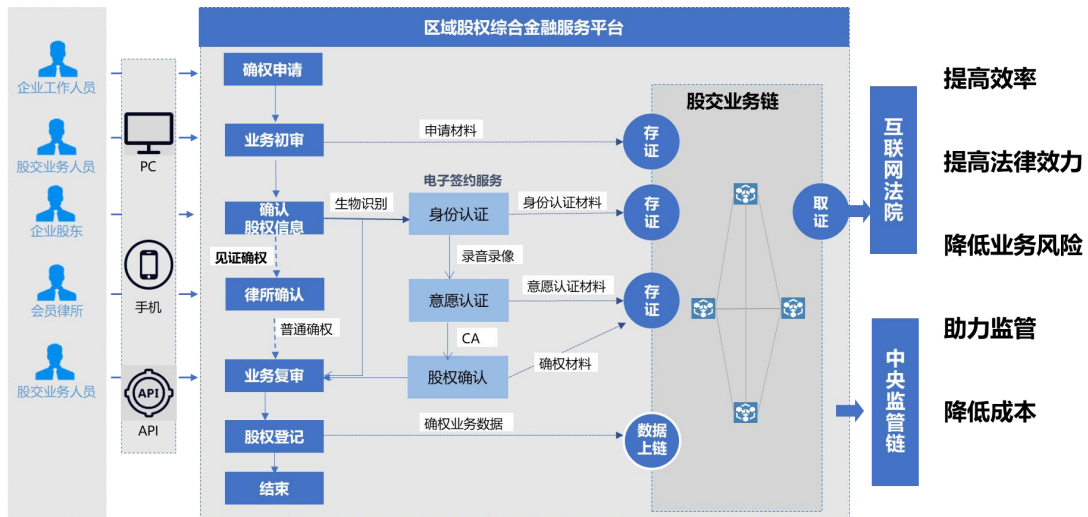 区域股权综合金融服务平台
企业工作人员
股交业务人员
企业股东
会员律所
股交业务人员
PC
手机
API
API
确权申请
业务初审
确认
股权信息
见证确权
律所确认
普通确权
业务复审
股权登记
结束
申请材料
生物识别
电子签约服务
身份认证
录音录像
意愿认证
CA
股权确认
身份认证材料
意愿认证材料
确权材料
确权业务数据
股交业务链
存
证
存
证
存
证
数据
上链
取
证
互联网法院
中央监管链
提高效率
提高法律效力
降低业务风险
助力监管
降低成本